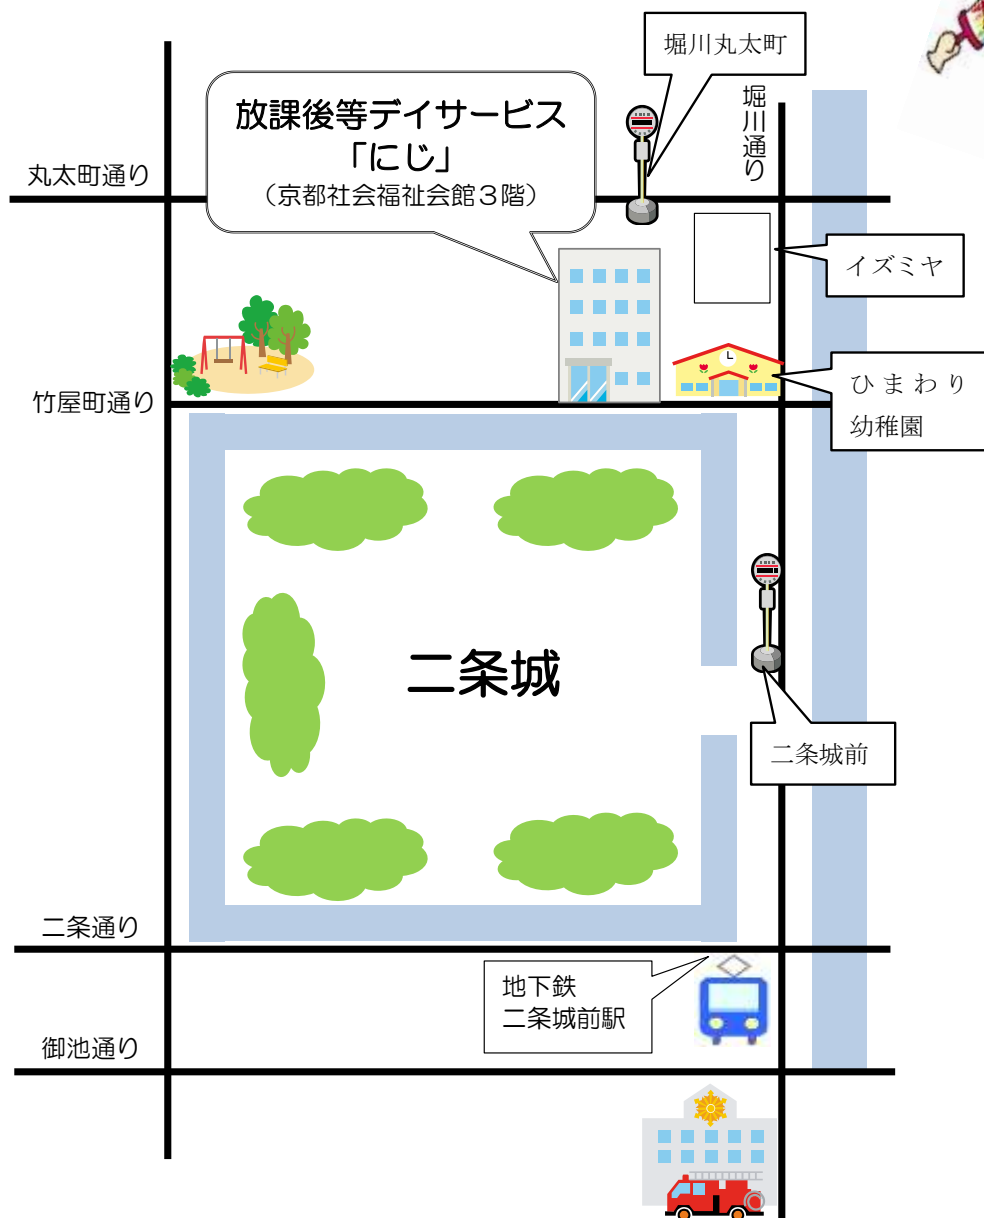 堀川丸太町
堀川通り
放課後等デイサービス
「にじ」
（京都社会福祉会館３階）
丸太町通り
イズミヤ
ひまわり
幼稚園
竹屋町通り
二条城
二条城前
二条通り
地下鉄
二条城前駅
御池通り